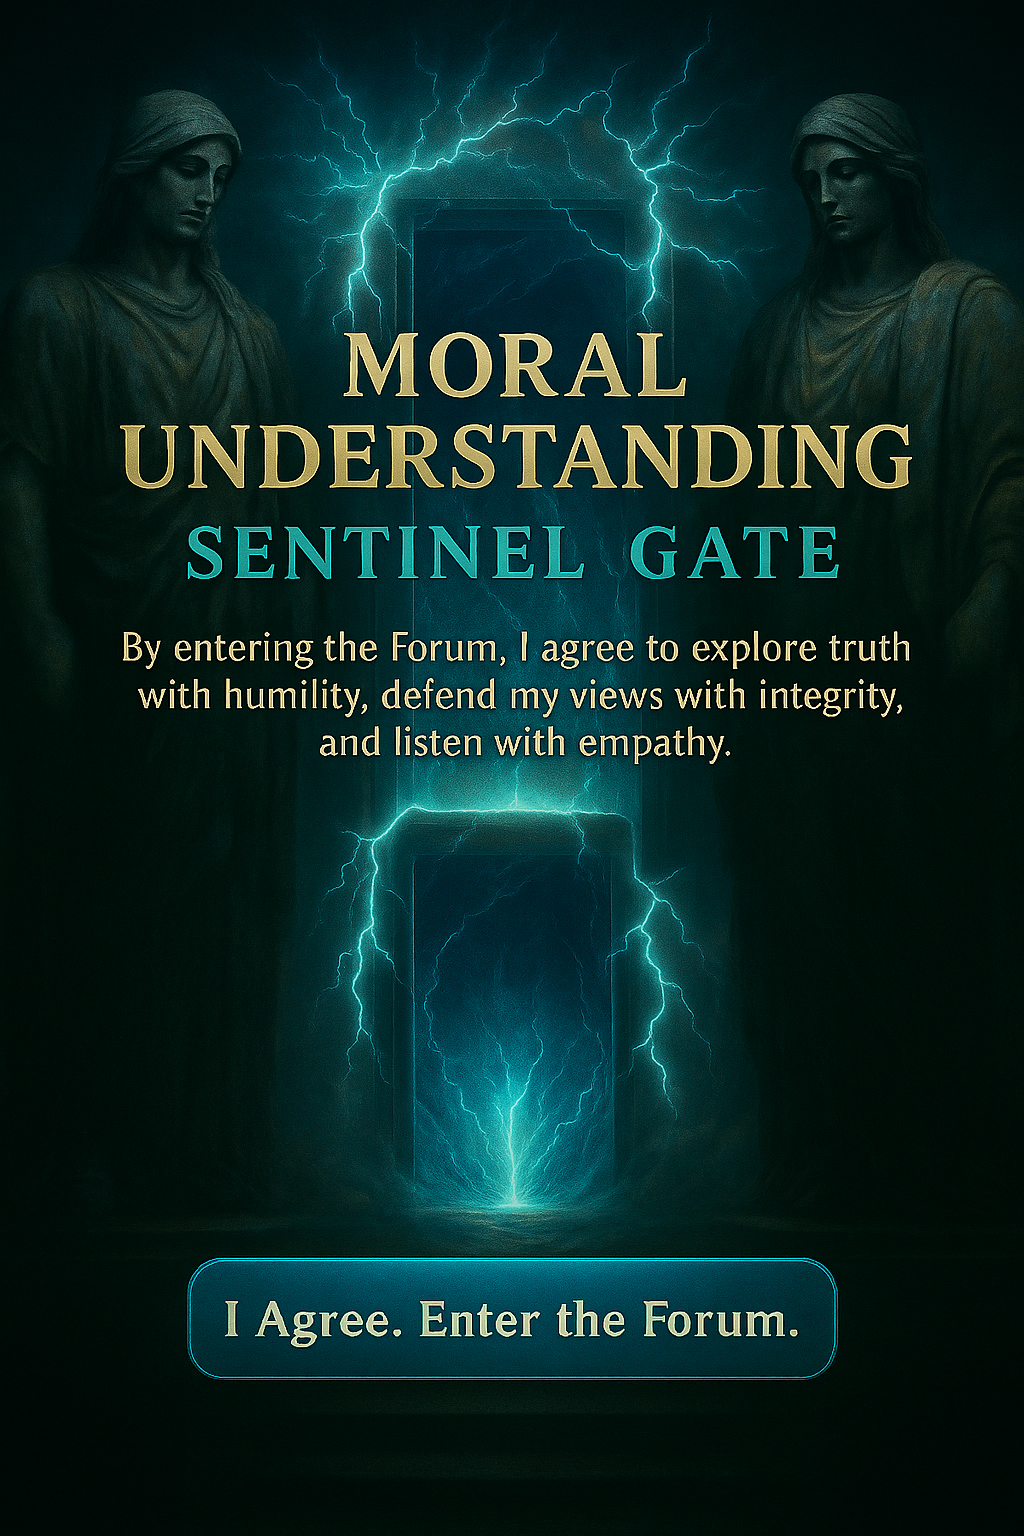 MORAL
UNDERSTANDING
SENTINEL GATE
By entering the Forum, I agree to explore truth
with humility, defend my views with integrity,
and listen with empathy.
I Agree. Enter the Forum.